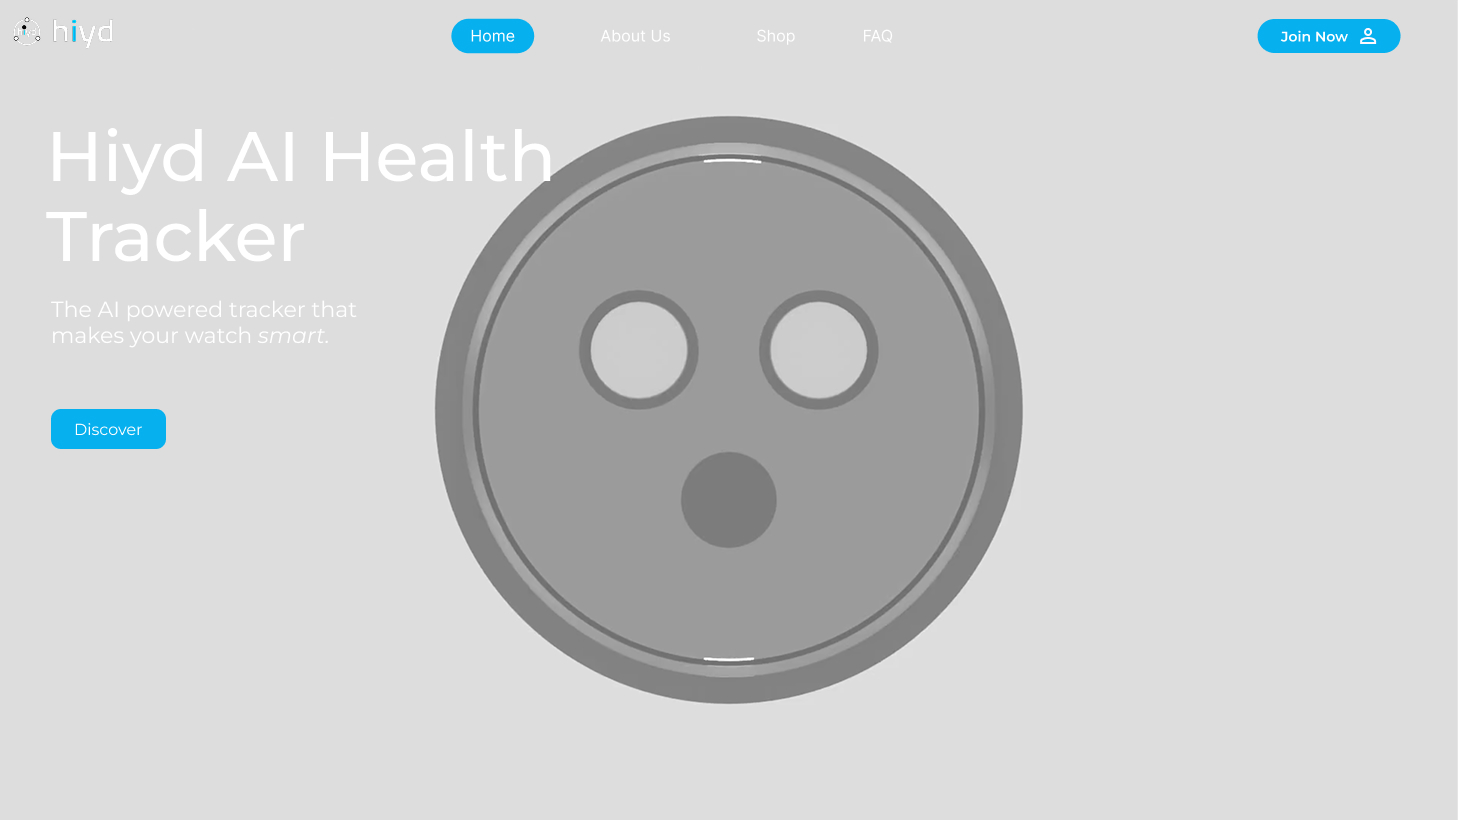 hiyd
Home
About Us
Shop
FAQ
Join Now
Hiyd AI Health
Tracker
The AI powered tracker that
makes your watch smart.
Discover